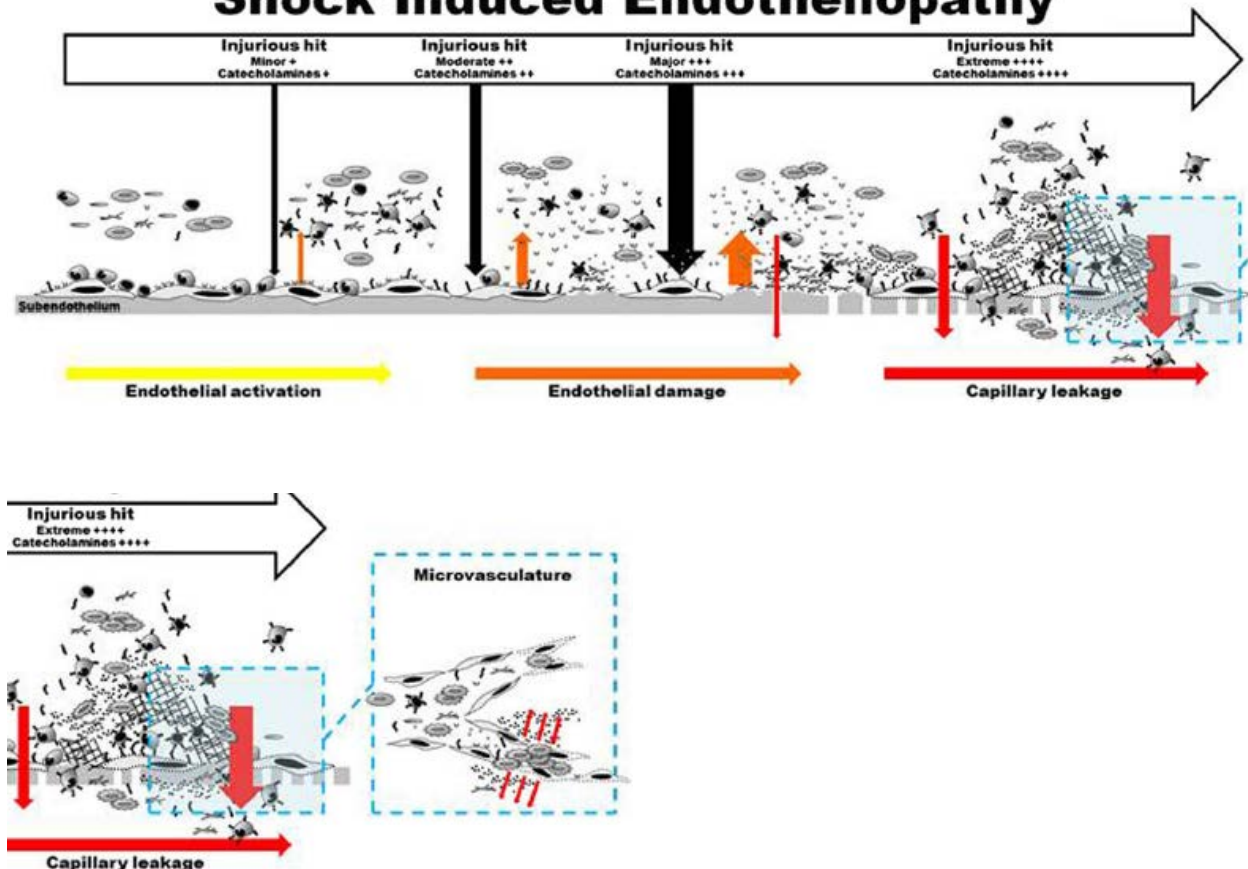 Shock Induced Endotheliopathy
Injurious hit
Minor +
Catecholamines +
Injurious hit
Moderate ++
Catecholamines ++
Injurious hit
Major +++
Catecholamines +++
Injurious hit
Extreme ++++
Catecholamines ++++
Subendothelium
Endothelial activation
Endothelial damage
Capillary leakage
Injurious hit
Extreme ++++
Catecholamines ++++
Microvasculature
Capillary leakage